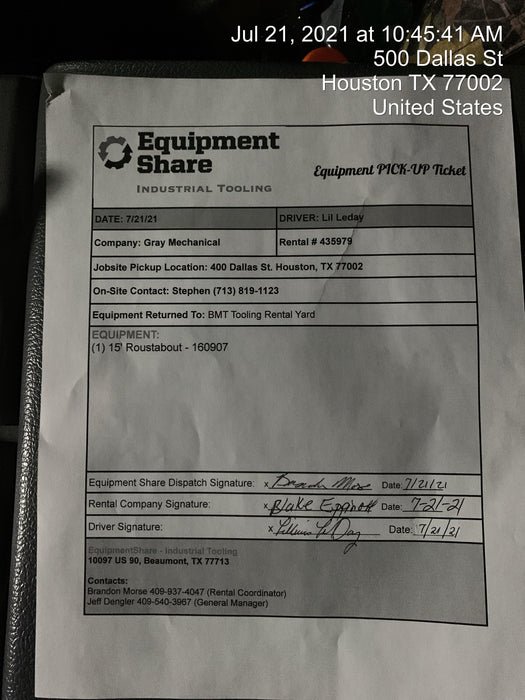 Jul 21, 2021 at 10:45:41 AM
500 Dallas St
Houston TX 77002
United States
Equipment
Share
INDUSTRIAL TOOLING
Equipment PICK-UP Ticket
DATE: 7/21/21 DRIVER: Lil Leday
Company: Gray Mechanical Rental # 435979
Jobsite Pickup Location: 400 Dallas St. Houston, TX 77002
On-Site Contact: Stephen (713) 819-1123
Equipment Returned To: BMT Tooling Rental Yard
EQUIPMENT:
(1) 15' Roustabout - 160907
Equipment Share Dispatch Signature: x Morse Date: 7/21/21
Rental Company Signature: x Blake Date: 7-21-21
Driver Signature: x Date: 7/21/21
EquipmentShare - Industrial Tooling
10097 US 90, Beaumont, TX 77713
Contacts:
Brandon Morse 409-937-4047 (Rental Coordinator)
Jeff Dengler 409-540-3967 (General Manager)